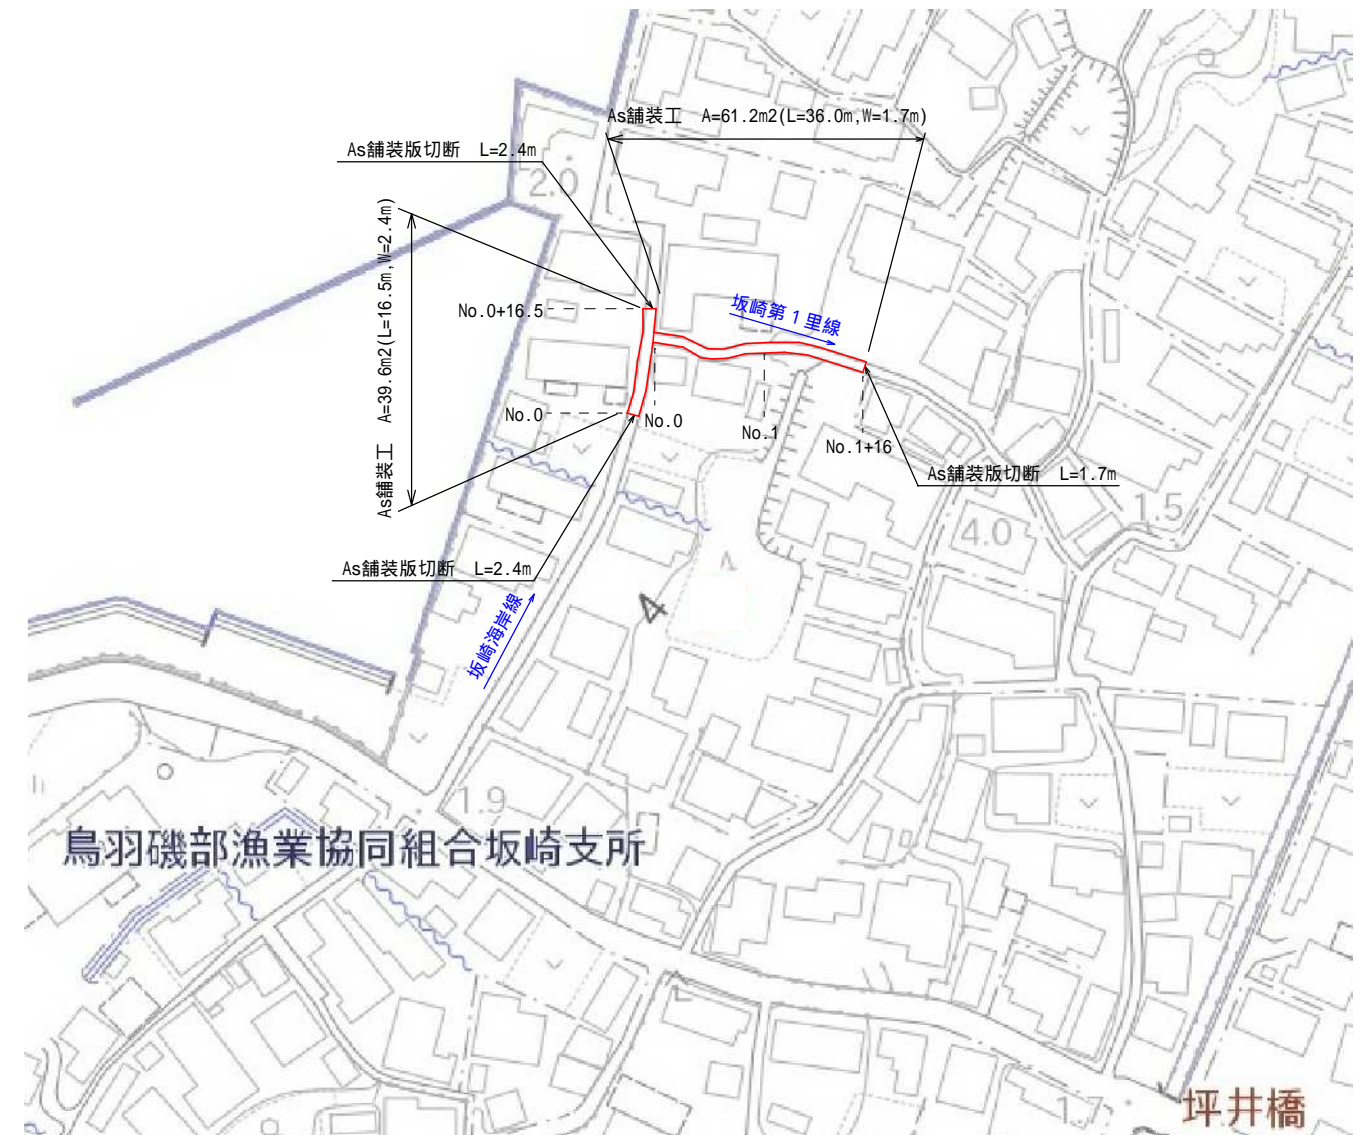 As舗装工 A=61.2m2(L=36.0m,W=1.7m)
As舗装版切断 L=2.4m
2.0
As舗装工 A=39.6m2(L=16.5m,W=2.4m)
坂崎第1里線
No.0+16.5
No.0
No.0
No.1
No.1+16
As舗装版切断 L=1.7m
1.5
4.0
As舗装版切断 L=2.4m
坂崎海岸線
4
1.9
鳥羽磯部漁業協同組合坂崎支所
1.7
坪井橋